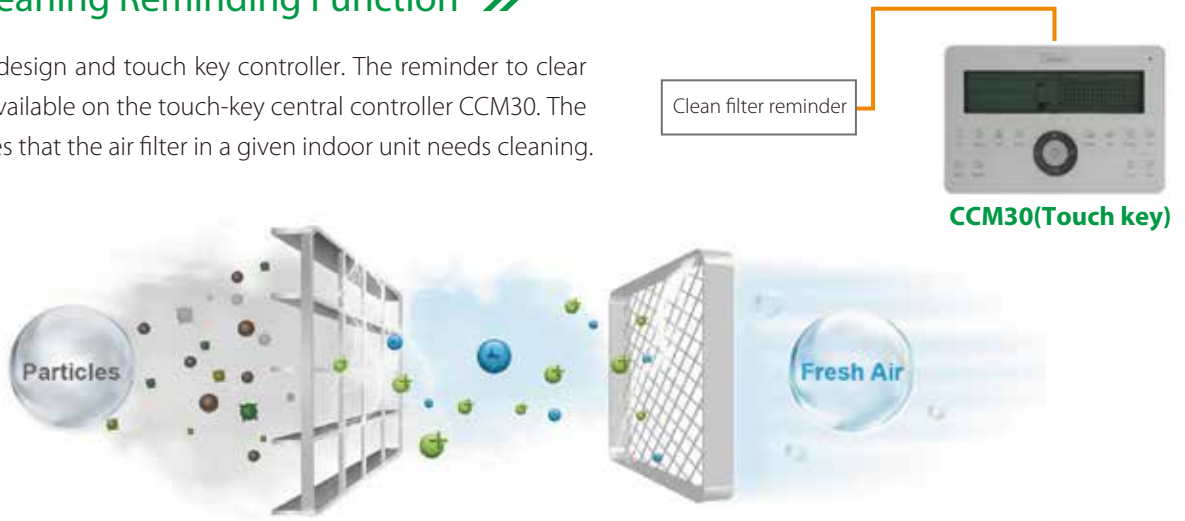 eaning Reminding Function
design and touch key controller. The reminder to clear
vailable on the touch-key central controller CCM30. The
es that the air filter in a given indoor unit needs cleaning.
Clean filter reminder
CCM30(Touch key)
Particles
Fresh Air